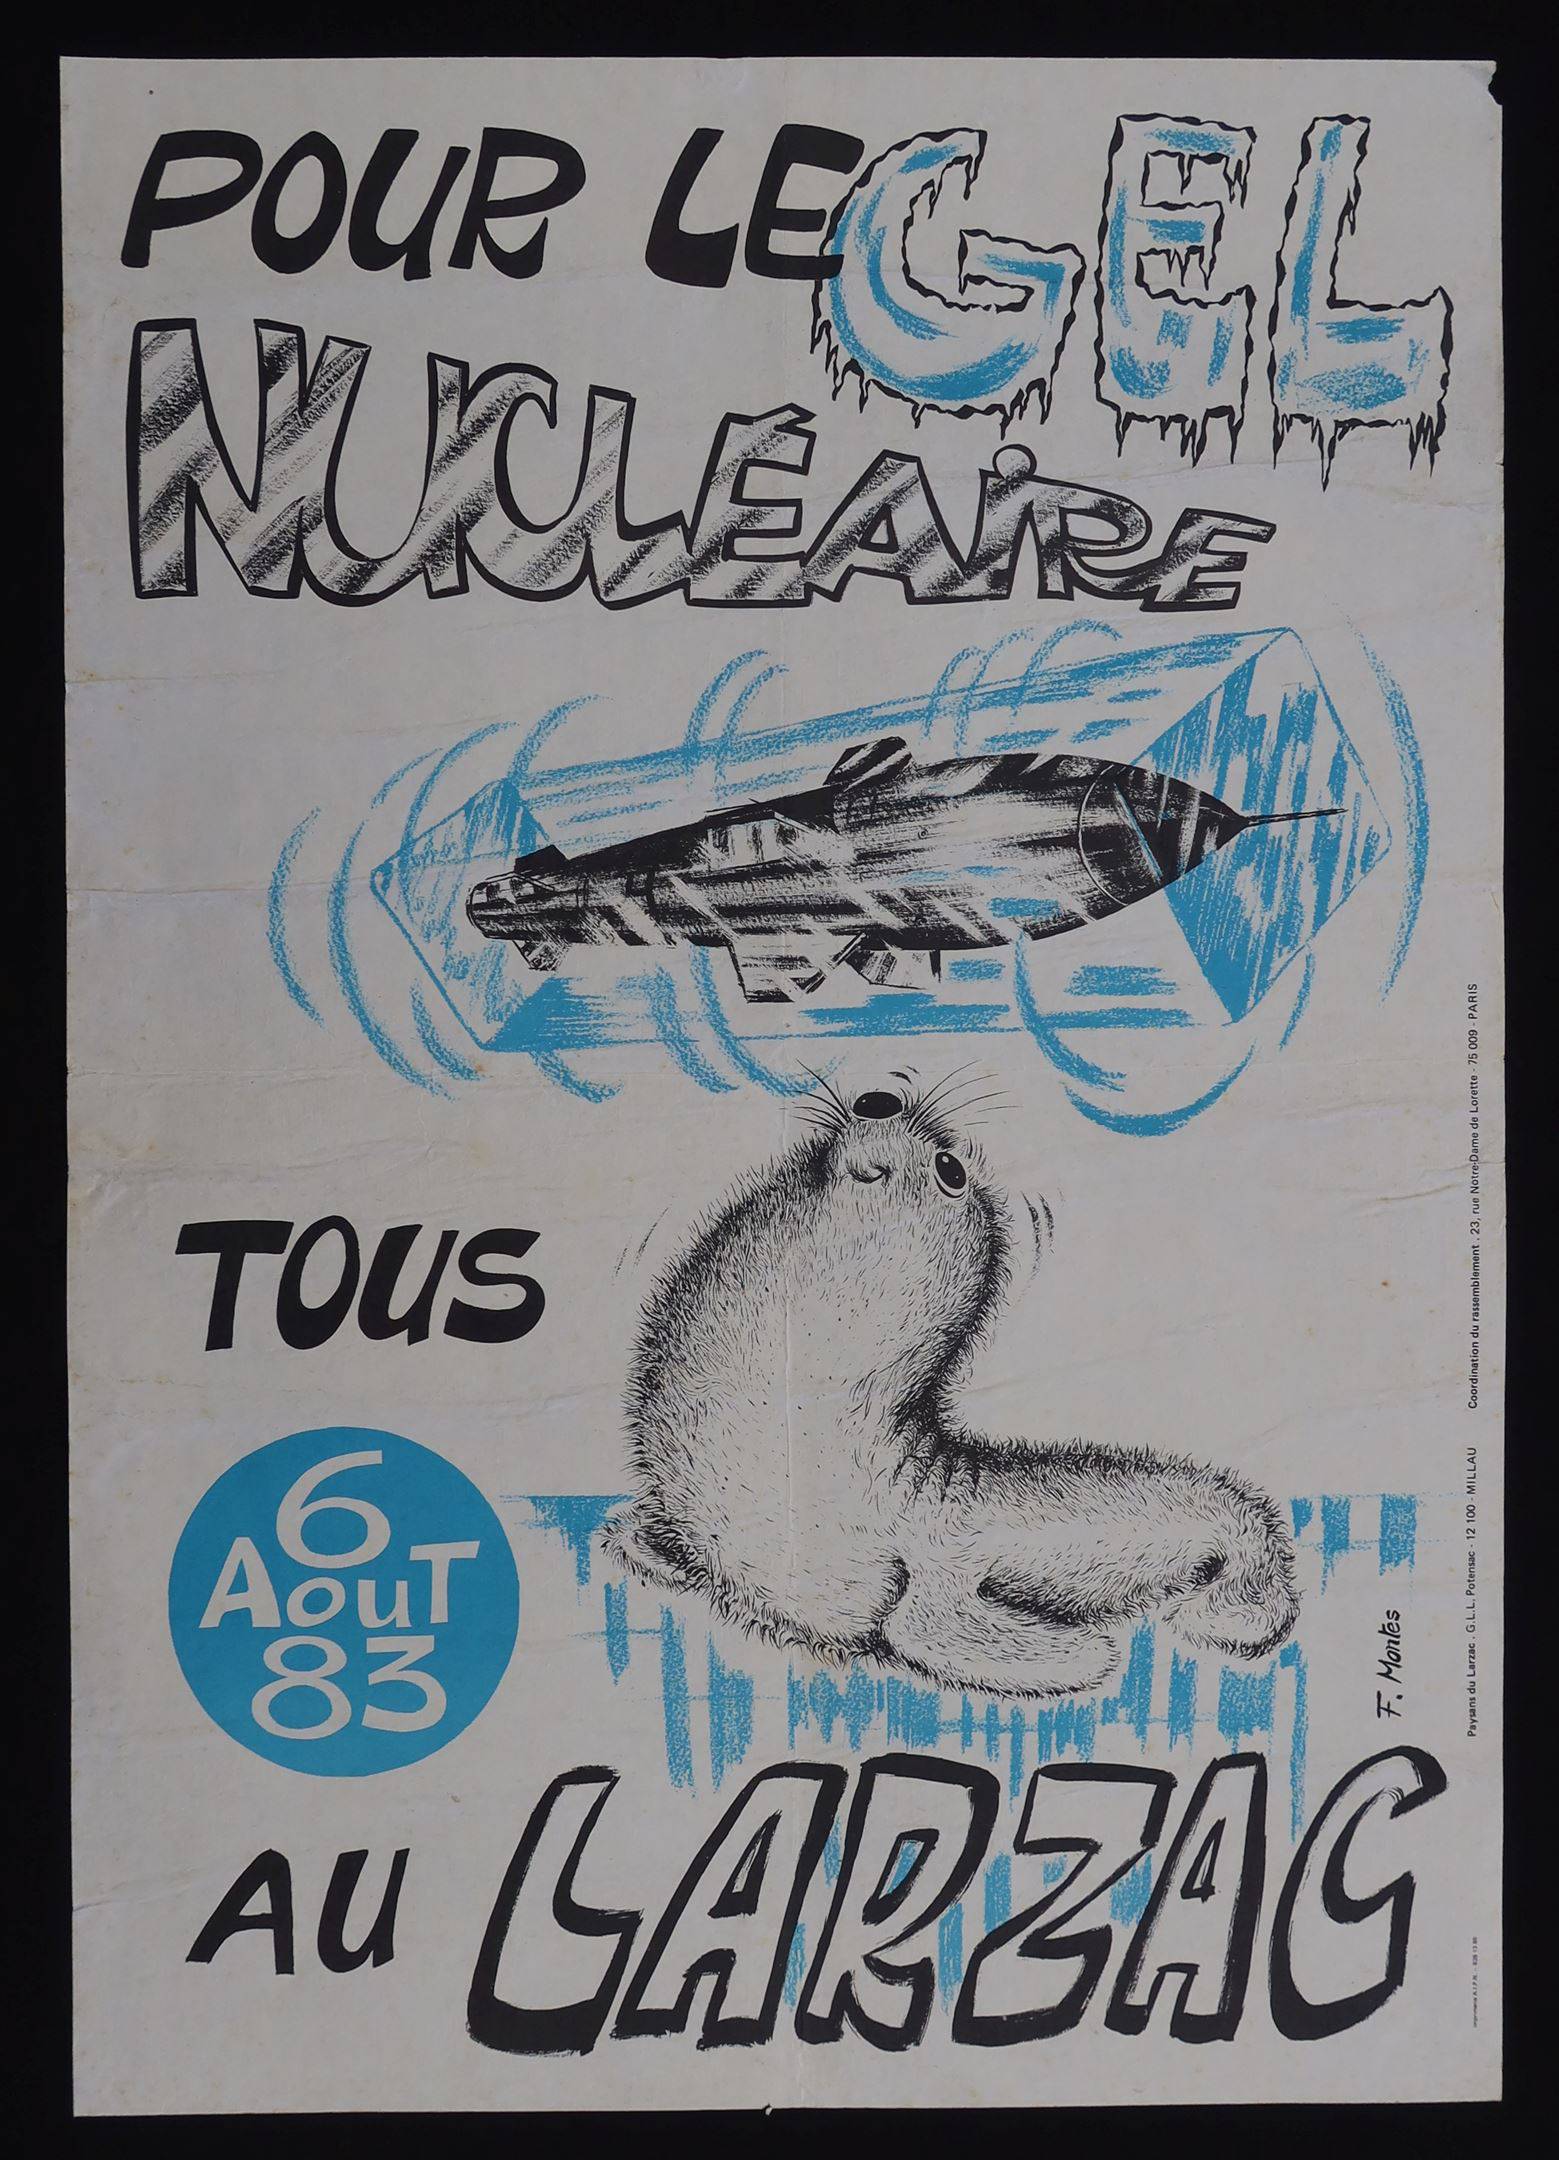 POUR LE GEL
NUCLÉAIRE
TOUS
6
AOUT
83
AU LARZAC
F. Montes
Paysans du Larzac . G.L.L. Potensac - 12 100 - MILLAU Coordination du rassemblement . 23, rue Notre-Dame de Lorette - 75 009 - PARIS